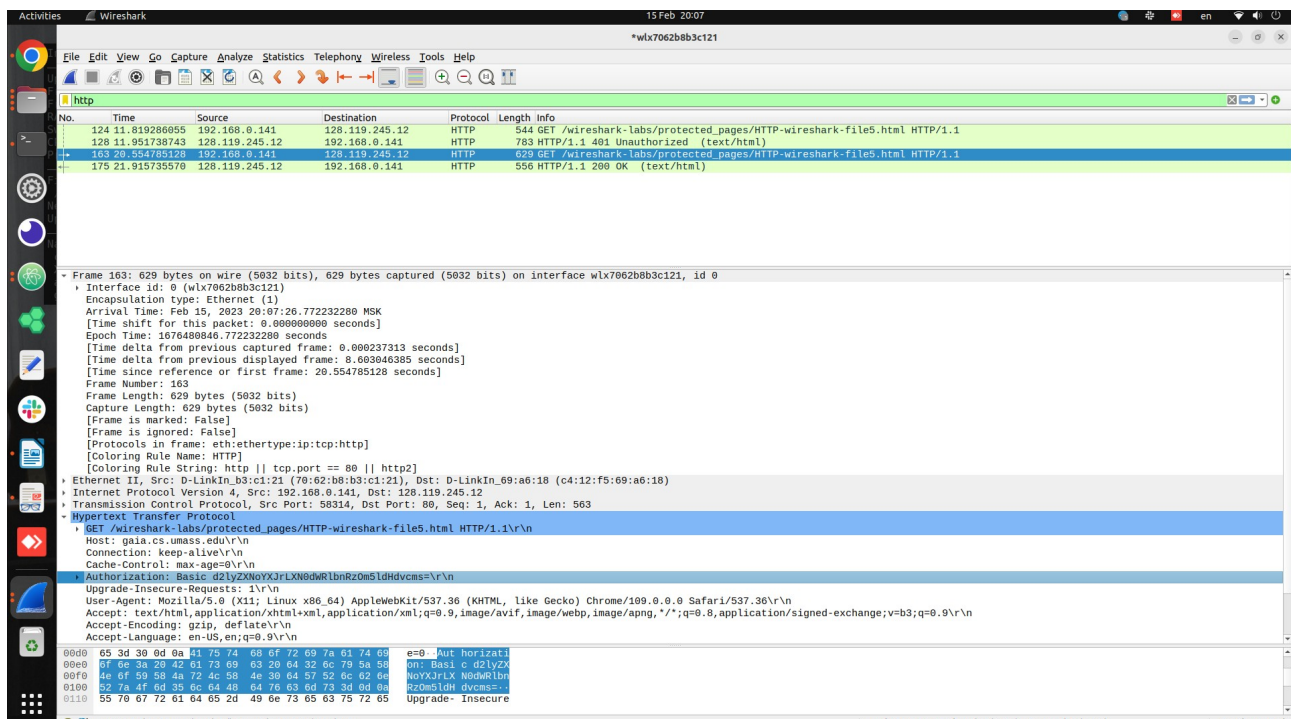 Activities Wireshark 15 Feb 20:07 en
*wlx7062b8b3c121
File Edit View Go Capture Analyze Statistics Telephony Wireless Tools Help
http
No. Time Source Destination Protocol Length Info
124 11.819286055 192.168.0.141 128.119.245.12 HTTP 544 GET /wireshark-labs/protected_pages/HTTP-wireshark-file5.html HTTP/1.1
128 11.951738743 128.119.245.12 192.168.0.141 HTTP 783 HTTP/1.1 401 Unauthorized (text/html)
163 20.554785128 192.168.0.141 128.119.245.12 HTTP 629 GET /wireshark-labs/protected_pages/HTTP-wireshark-file5.html HTTP/1.1
175 21.915735570 128.119.245.12 192.168.0.141 HTTP 556 HTTP/1.1 200 OK (text/html)
Frame 163: 629 bytes on wire (5032 bits), 629 bytes captured (5032 bits) on interface wlx7062b8b3c121, id 0
Interface id: 0 (wlx7062b8b3c121)
Encapsulation type: Ethernet (1)
Arrival Time: Feb 15, 2023 20:07:26.772232280 MSK
[Time shift for this packet: 0.000000000 seconds]
Epoch Time: 1676480846.772232280 seconds
[Time delta from previous captured frame: 0.000237313 seconds]
[Time delta from previous displayed frame: 8.603046385 seconds]
[Time since reference or first frame: 20.554785128 seconds]
Frame Number: 163
Frame Length: 629 bytes (5032 bits)
Capture Length: 629 bytes (5032 bits)
[Frame is marked: False]
[Frame is ignored: False]
[Protocols in frame: eth:ethertype:ip:tcp:http]
[Coloring Rule Name: HTTP]
[Coloring Rule String: http || tcp.port == 80 || http2]
Ethernet II, Src: D-LinkIn_b3:c1:21 (70:62:b8:b3:c1:21), Dst: D-LinkIn_69:a6:18 (c4:12:f5:69:a6:18)
Internet Protocol Version 4, Src: 192.168.0.141, Dst: 128.119.245.12
Transmission Control Protocol, Src Port: 58314, Dst Port: 80, Seq: 1, Ack: 1, Len: 563
Hypertext Transfer Protocol
GET /wireshark-labs/protected_pages/HTTP-wireshark-file5.html HTTP/1.1\r\n
Host: gaia.cs.umass.edu\r\n
Connection: keep-alive\r\n
Cache-Control: max-age=0\r\n
Authorization: Basic d2lyZXNoYXJrLXN0dWRlbnRzOm5ldHdvcms=\r\n
Upgrade-Insecure-Requests: 1\r\n
User-Agent: Mozilla/5.0 (X11; Linux x86_64) AppleWebKit/537.36 (KHTML, like Gecko) Chrome/109.0.0.0 Safari/537.36\r\n
Accept: text/html,application/xhtml+xml,application/xml;q=0.9,image/avif,image/webp,image/apng,*/*;q=0.8,application/signed-exchange;v=b3;q=0.9\r\n
Accept-Encoding: gzip, deflate\r\n
Accept-Language: en-US,en;q=0.9\r\n
00d0 65 3d 30 0d 0a 41 75 74 68 6f 72 69 7a 61 74 69 e=0··Aut horizati
00e0 6f 6e 3a 20 42 61 73 69 63 20 64 32 6c 79 5a 58 on: Basi c d2lyZX
00f0 4e 6f 59 58 4a 72 4c 58 4e 30 64 57 52 6c 62 6e NoYXJrLX N0dWRlbn
0100 52 7a 4f 6d 35 6c 64 48 64 76 63 6d 73 3d 0d 0a RzOm5ldH dvcms=··
0110 55 70 67 72 61 64 65 2d 49 6e 73 65 63 75 72 65 Upgrade- Insecure